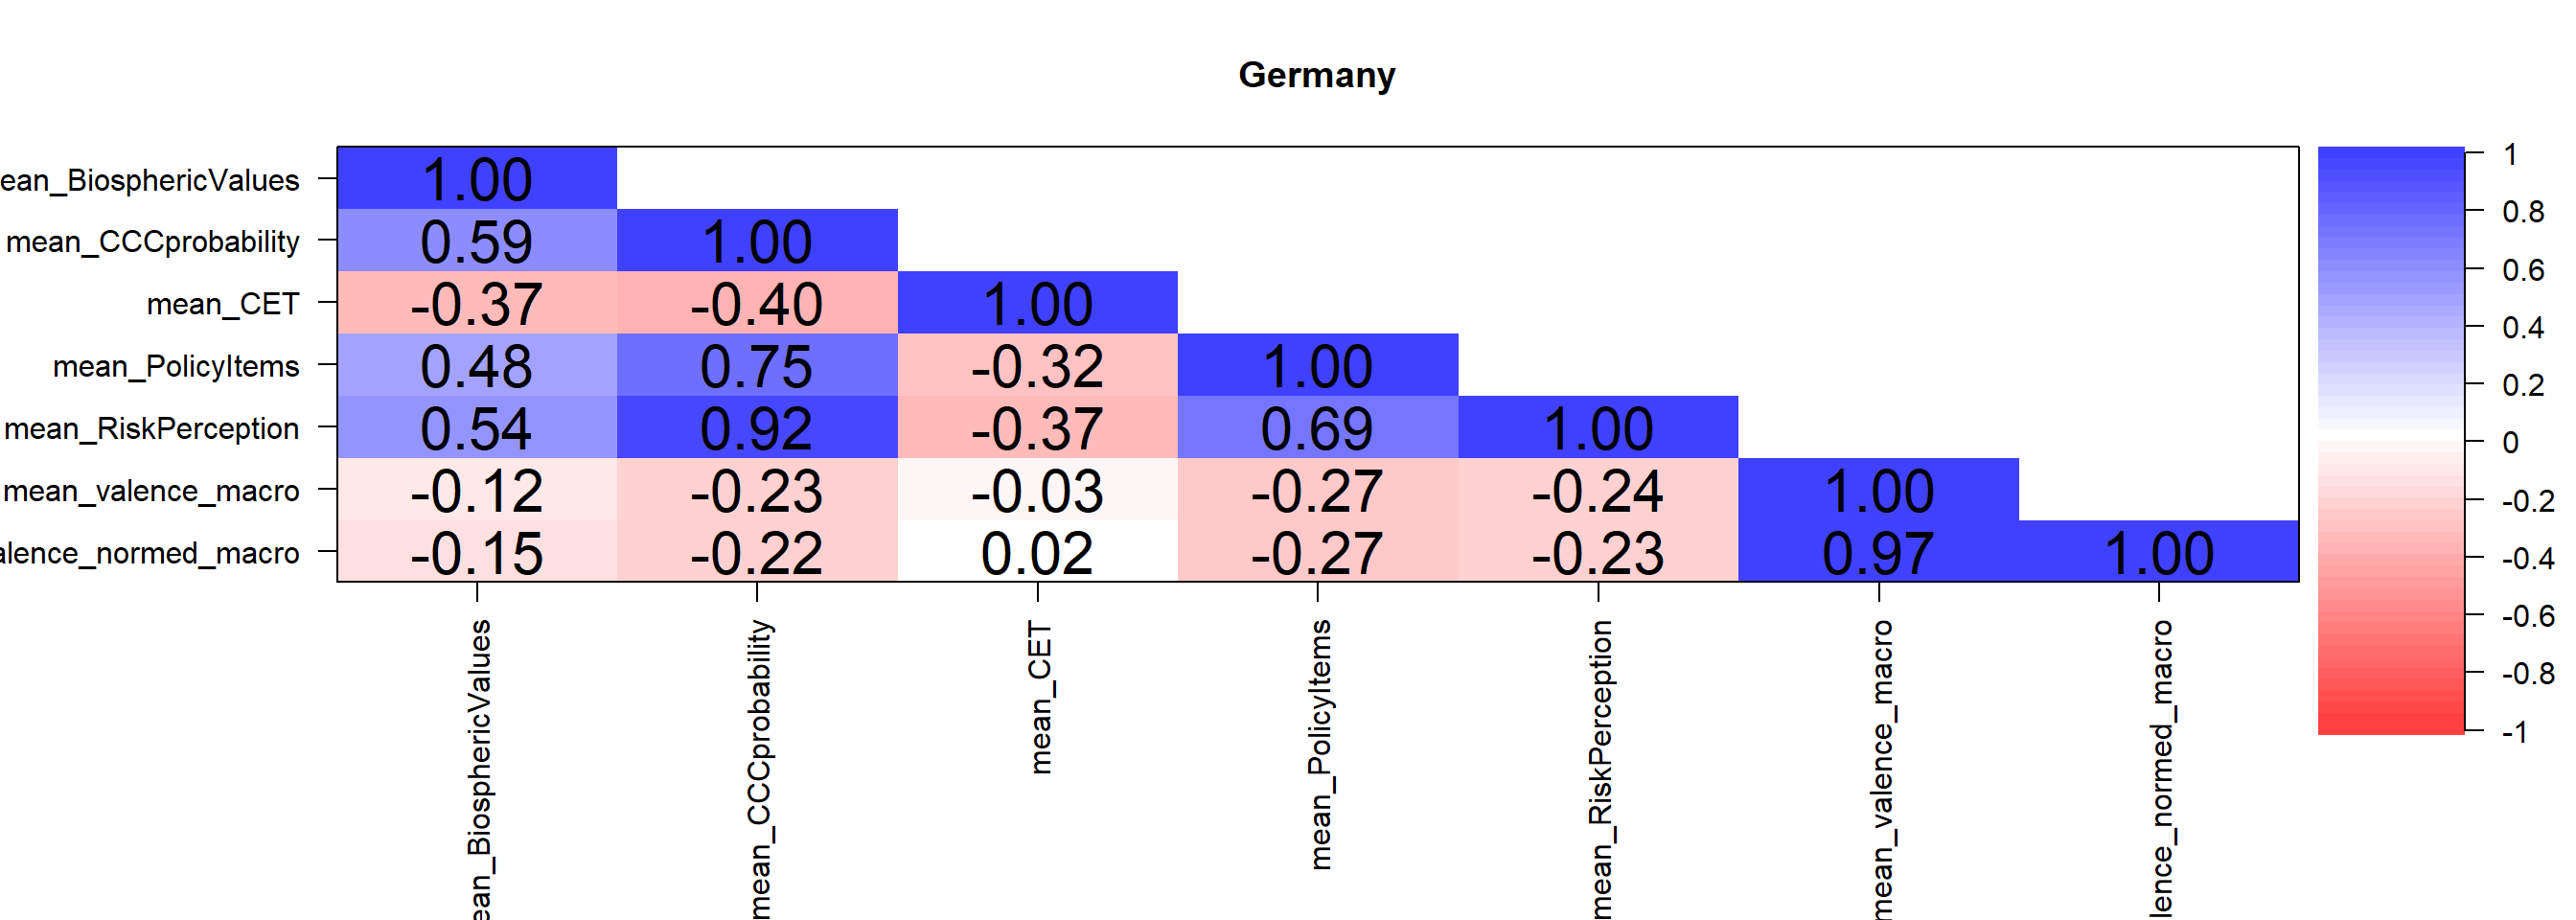 Germany
ean_BiosphericValues 1.00
mean_CCCprobability 0.59 1.00
mean_CET -0.37 -0.40 1.00
mean_PolicyItems 0.48 0.75 -0.32 1.00
mean_RiskPerception 0.54 0.92 -0.37 0.69 1.00
mean_valence_macro -0.12 -0.23 -0.03 -0.27 -0.24 1.00
alence_normed_macro -0.15 -0.22 0.02 -0.27 -0.23 0.97 1.00
ean_BiosphericValues
mean_CCCprobability
mean_CET
mean_PolicyItems
mean_RiskPerception
mean_valence_macro
lence_normed_macro
1
0.8
0.6
0.4
0.2
0
-0.2
-0.4
-0.6
-0.8
-1